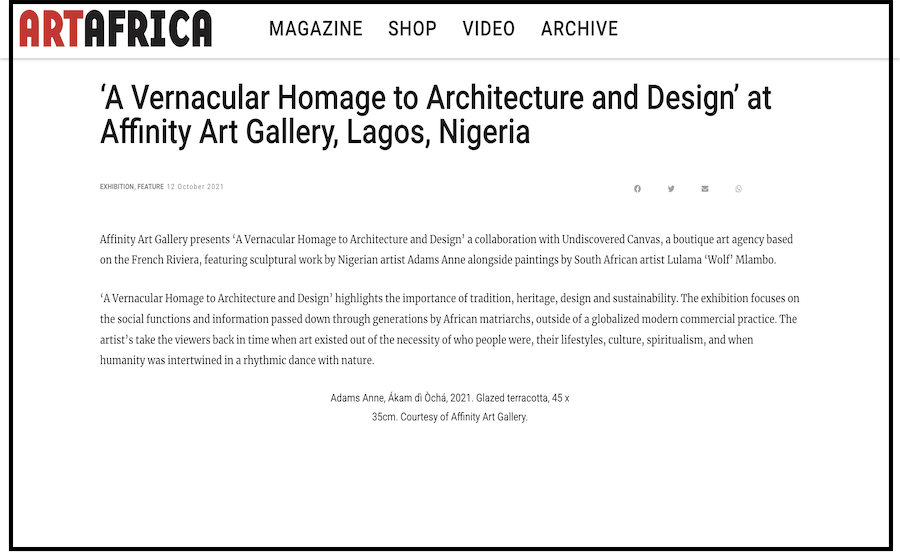 ARTAFRICA MAGAZINE SHOP VIDEO ARCHIVE
‘A Vernacular Homage to Architecture and Design’ at
Affinity Art Gallery, Lagos, Nigeria
EXHIBITION, FEATURE 12 October 2021
Affinity Art Gallery presents ‘A Vernacular Homage to Architecture and Design’ a collaboration with Undiscovered Canvas, a boutique art agency based
on the French Riviera, featuring sculptural work by Nigerian artist Adams Anne alongside paintings by South African artist Lulama ‘Wolf’ Mlambo.
‘A Vernacular Homage to Architecture and Design’ highlights the importance of tradition, heritage, design and sustainability. The exhibition focuses on
the social functions and information passed down through generations by African matriarchs, outside of a globalized modern commercial practice. The
artist’s take the viewers back in time when art existed out of the necessity of who people were, their lifestyles, culture, spiritualism, and when
humanity was intertwined in a rhythmic dance with nature.
Adams Anne, Ákam dì Òchá, 2021. Glazed terracotta, 45 x
35cm. Courtesy of Affinity Art Gallery.